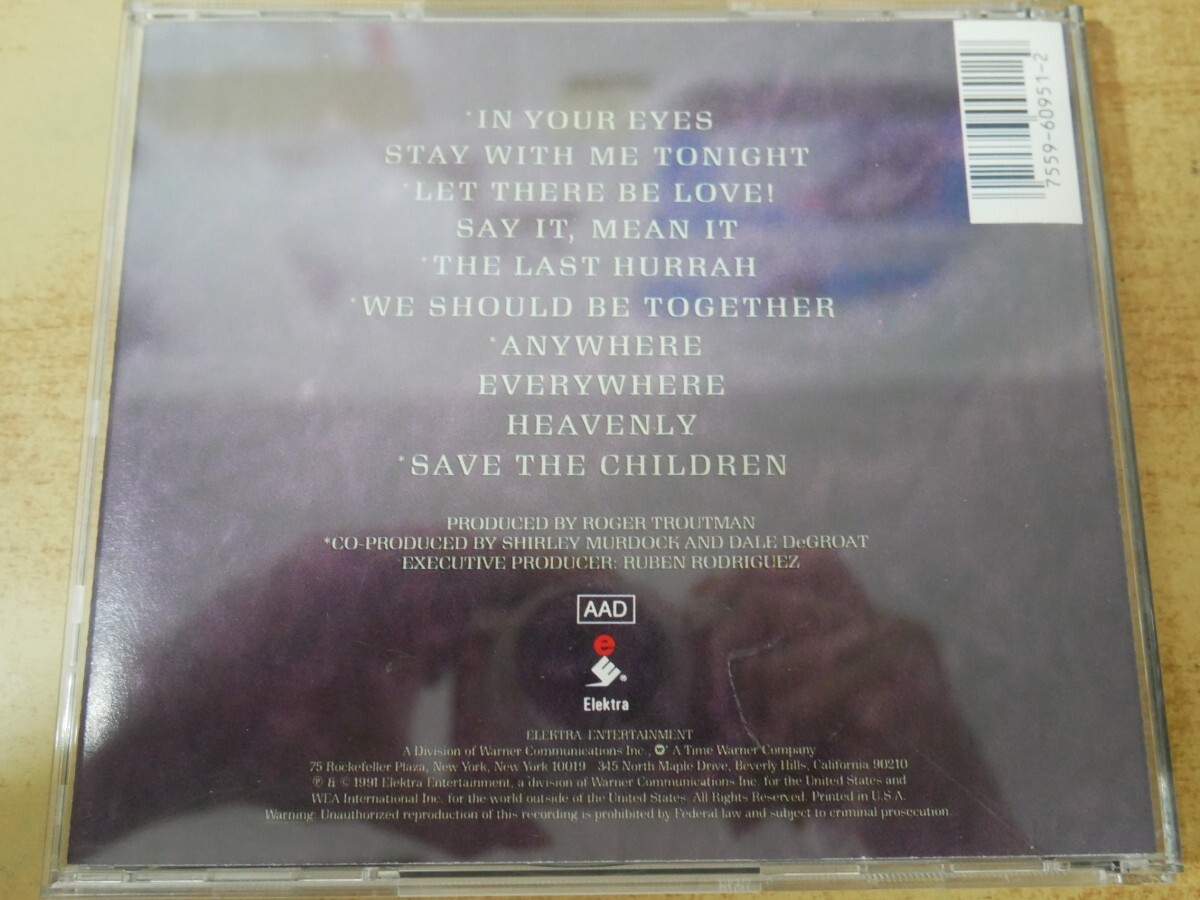 *IN YOUR EYES
STAY WITH ME TONIGHT
*LET THERE BE LOVE!
SAY IT, MEAN IT
*THE LAST HURRAH
*WE SHOULD BE TOGETHER
*ANYWHERE
EVERYWHERE
HEAVENLY
*SAVE THE CHILDREN
PRODUCED BY ROGER TROUTMAN
*CO-PRODUCED BY SHIRLEY MURDOCK AND DALE DeGROAT
EXECUTIVE PRODUCER: RUBEN RODRIGUEZ
AAD
e
Elektra
ELEKTRA ENTERTAINMENT
A Division of Warner Communications Inc., A Time Warner Company
75 Rockefeller Plaza, New York, New York 10019 345 North Maple Drive, Beverly Hills, California 90210
℗ & © 1991 Elektra Entertainment, a division of Warner Communications Inc. for the United States and
WEA International Inc. for the world outside of the United States. All Rights Reserved. Printed in U.S.A.
Warning: Unauthorized reproduction of this recording is prohibited by Federal law and subject to criminal prosecution.
7559-60951-2